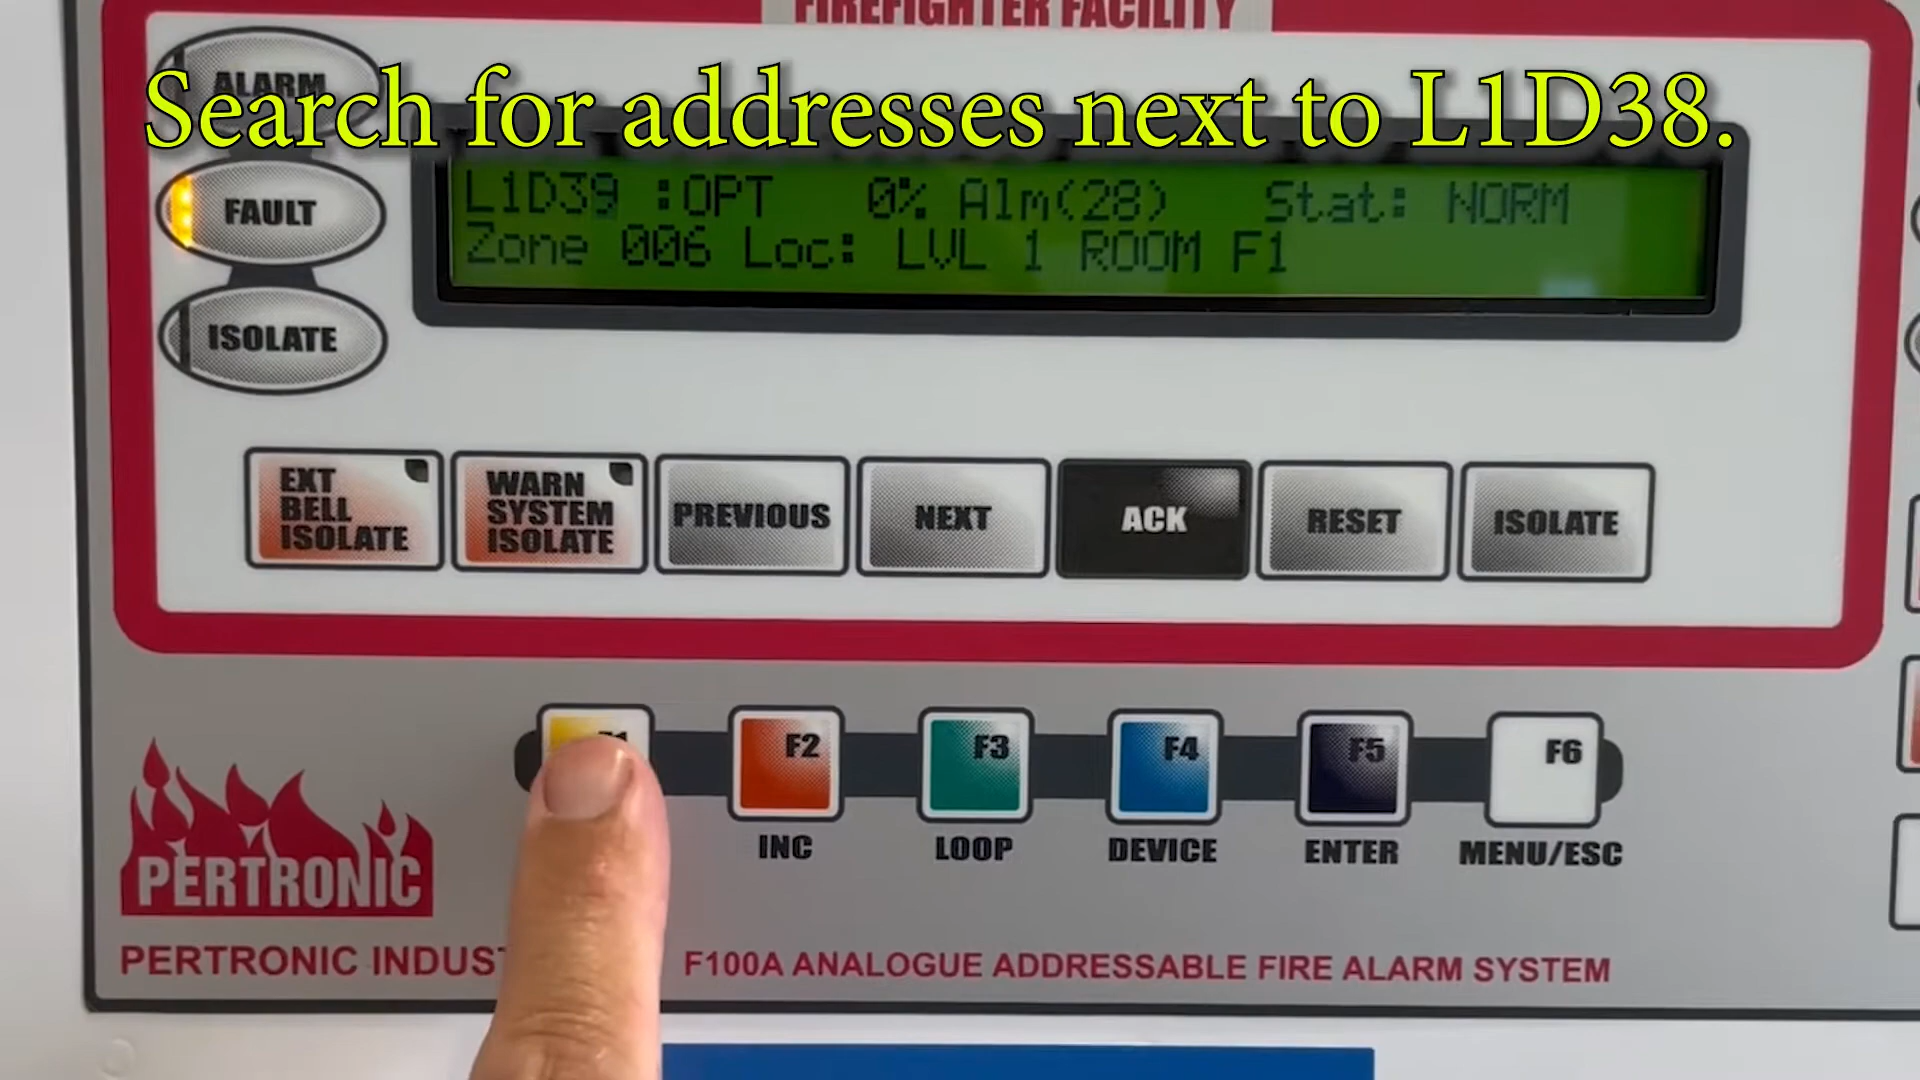 FIREFIGHTER FACILITY
ALARM
Search for addresses next to L1D38.
L1D39 :OPT 0% Alm(28) Stat: NORM
Zone 006 Loc: LVL 1 ROOM F1
FAULT
ISOLATE
EXT
BELL
ISOLATE
WARN
SYSTEM
ISOLATE
PREVIOUS
NEXT
ACK
RESET
ISOLATE
F2
F3
F4
F5
F6
INC
LOOP
DEVICE
ENTER
MENU/ESC
PERTRONIC
PERTRONIC
F100A ANALOGUE ADDRESSABLE FIRE ALARM SYSTEM